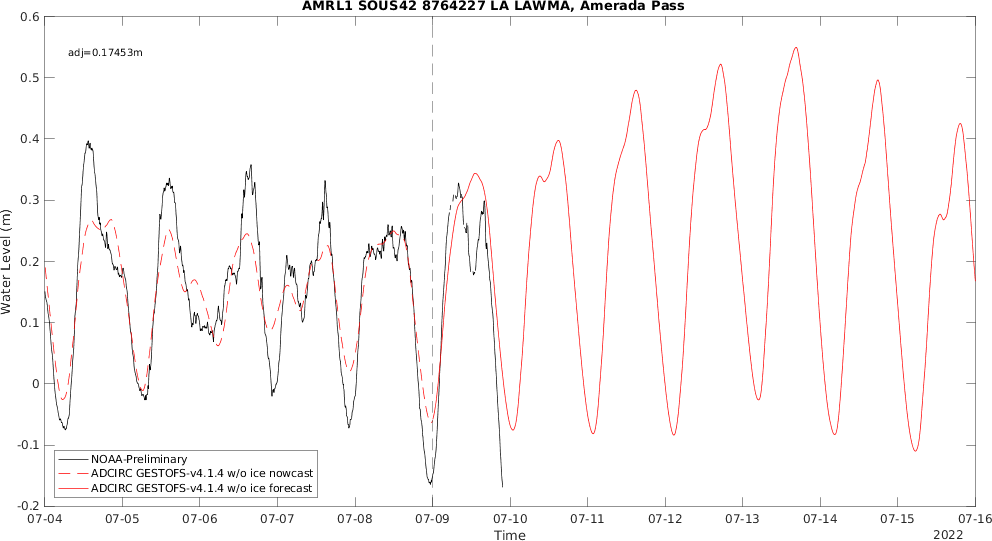 AMRL1 SOUS42 8764227 LA LAWMA, Amerada Pass
adj=0.17453m
0.6
0.5
0.4
0.3
0.2
0.1
0
-0.1
-0.2
Water Level (m)
NOAA-Preliminary
ADCIRC GESTOFS-v4.1.4 w/o ice nowcast
ADCIRC GESTOFS-v4.1.4 w/o ice forecast
07-04 07-05 07-06 07-07 07-08 07-09 07-10 07-11 07-12 07-13 07-14 07-15 07-16
Time
2022